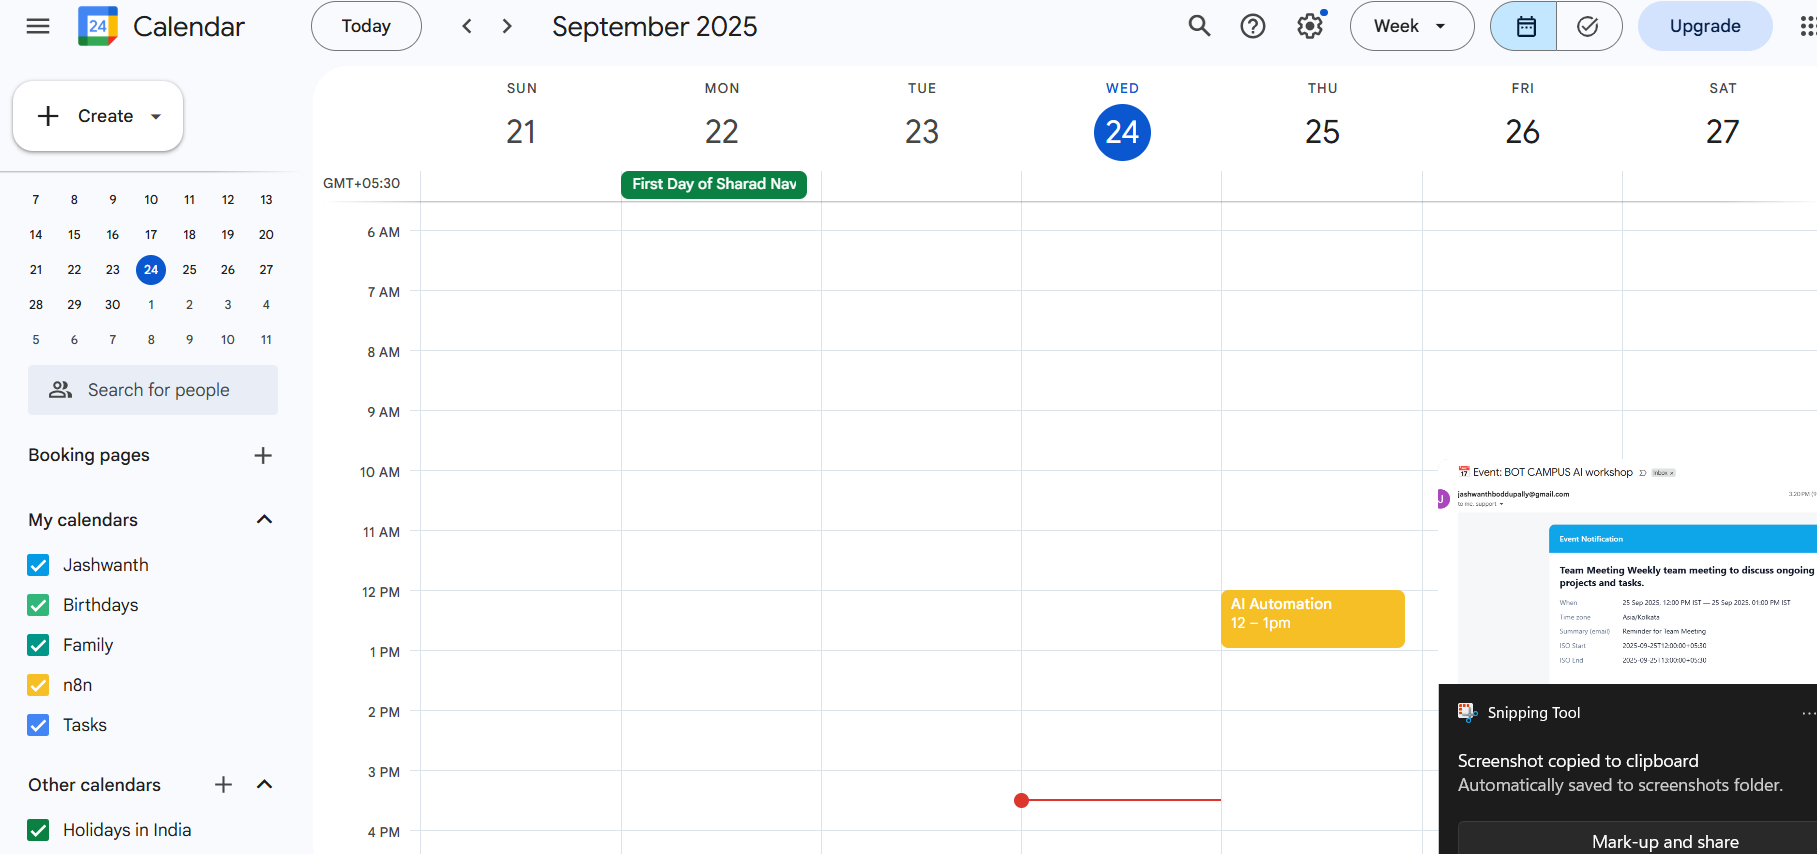 24 Calendar
Today
September 2025
Week
Upgrade
Create
7 8 9 10 11 12 13
14 15 16 17 18 19 20
21 22 23 24 25 26 27
28 29 30 1 2 3 4
5 6 7 8 9 10 11
Search for people
Booking pages
My calendars
Jashwanth
Birthdays
Family
n8n
Tasks
Other calendars
Holidays in India
SUN MON TUE WED THU FRI SAT
21 22 23 24 25 26 27
GMT+05:30
First Day of Sharad Nav
6 AM
7 AM
8 AM
9 AM
10 AM
11 AM
12 PM
1 PM
2 PM
3 PM
4 PM
AI Automation
12 – 1pm
Event: BOT CAMPUS AI workshop Inbox ×
J
jashwanthboddupally@gmail.com
3:20 PM
to me, support
Event Notification
Team Meeting Weekly team meeting to discuss ongoing
projects and tasks.
When 25 Sep 2025, 12:00 PM IST — 25 Sep 2025, 01:00 PM IST
Time zone Asia/Kolkata
Summary (email) Reminder for Team Meeting
ISO Start 2025-09-25T12:00:00+05:30
ISO End 2025-09-25T13:00:00+05:30
Snipping Tool
Screenshot copied to clipboard
Automatically saved to screenshots folder.
Mark-up and share